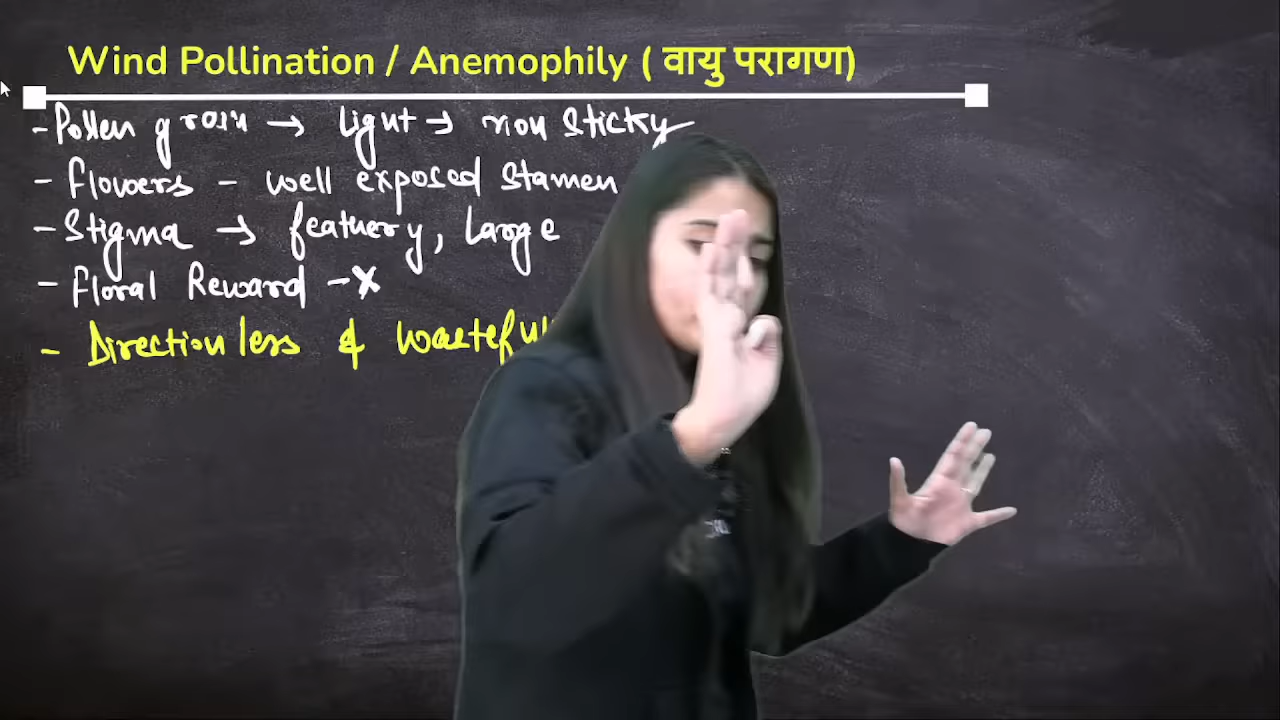 Wind Pollination / Anemophily ( वायु परागण)
- Pollen grain → light → non sticky
- flowers - well exposed stamen
- Stigma → feathery, large
- floral Reward - x
- Directionless & wasteful